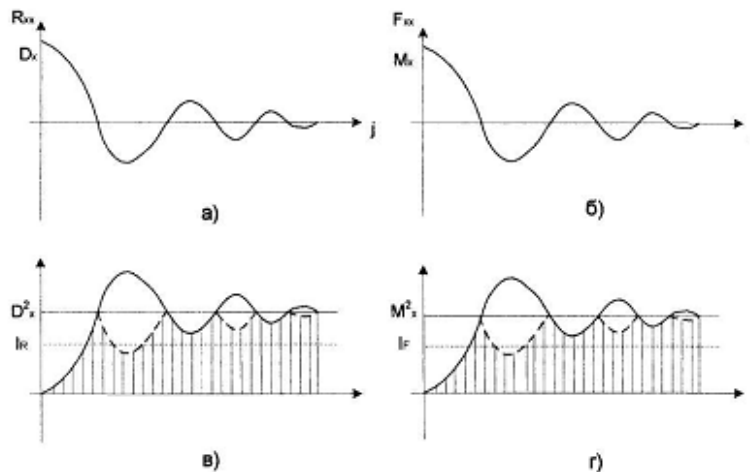 Rxx
Dx
j
а)
Fxx
Mx
б)
D²x
IR
в)
M²x
IF
г)